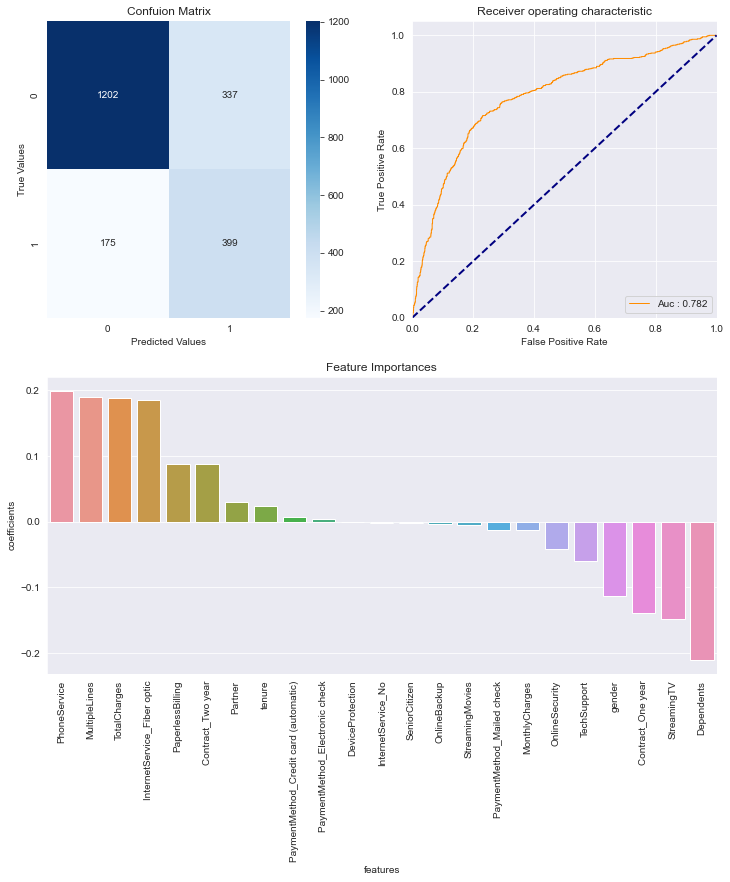 Confuion Matrix
1202
337
175
399
0
1
True Values
0
1
Predicted Values
1200
1000
800
600
400
200
Receiver operating characteristic
1.0
0.8
0.6
0.4
0.2
0.0
True Positive Rate
0.0
0.2
0.4
0.6
0.8
1.0
False Positive Rate
Auc : 0.782
Feature Importances
0.2
0.1
0.0
−0.1
−0.2
coefficients
PhoneService
MultipleLines
TotalCharges
InternetService_Fiber optic
PaperlessBilling
Contract_Two year
Partner
tenure
PaymentMethod_Credit card (automatic)
PaymentMethod_Electronic check
DeviceProtection
InternetService_No
SeniorCitizen
OnlineBackup
StreamingMovies
PaymentMethod_Mailed check
MonthlyCharges
OnlineSecurity
TechSupport
gender
Contract_One year
StreamingTV
Dependents
features